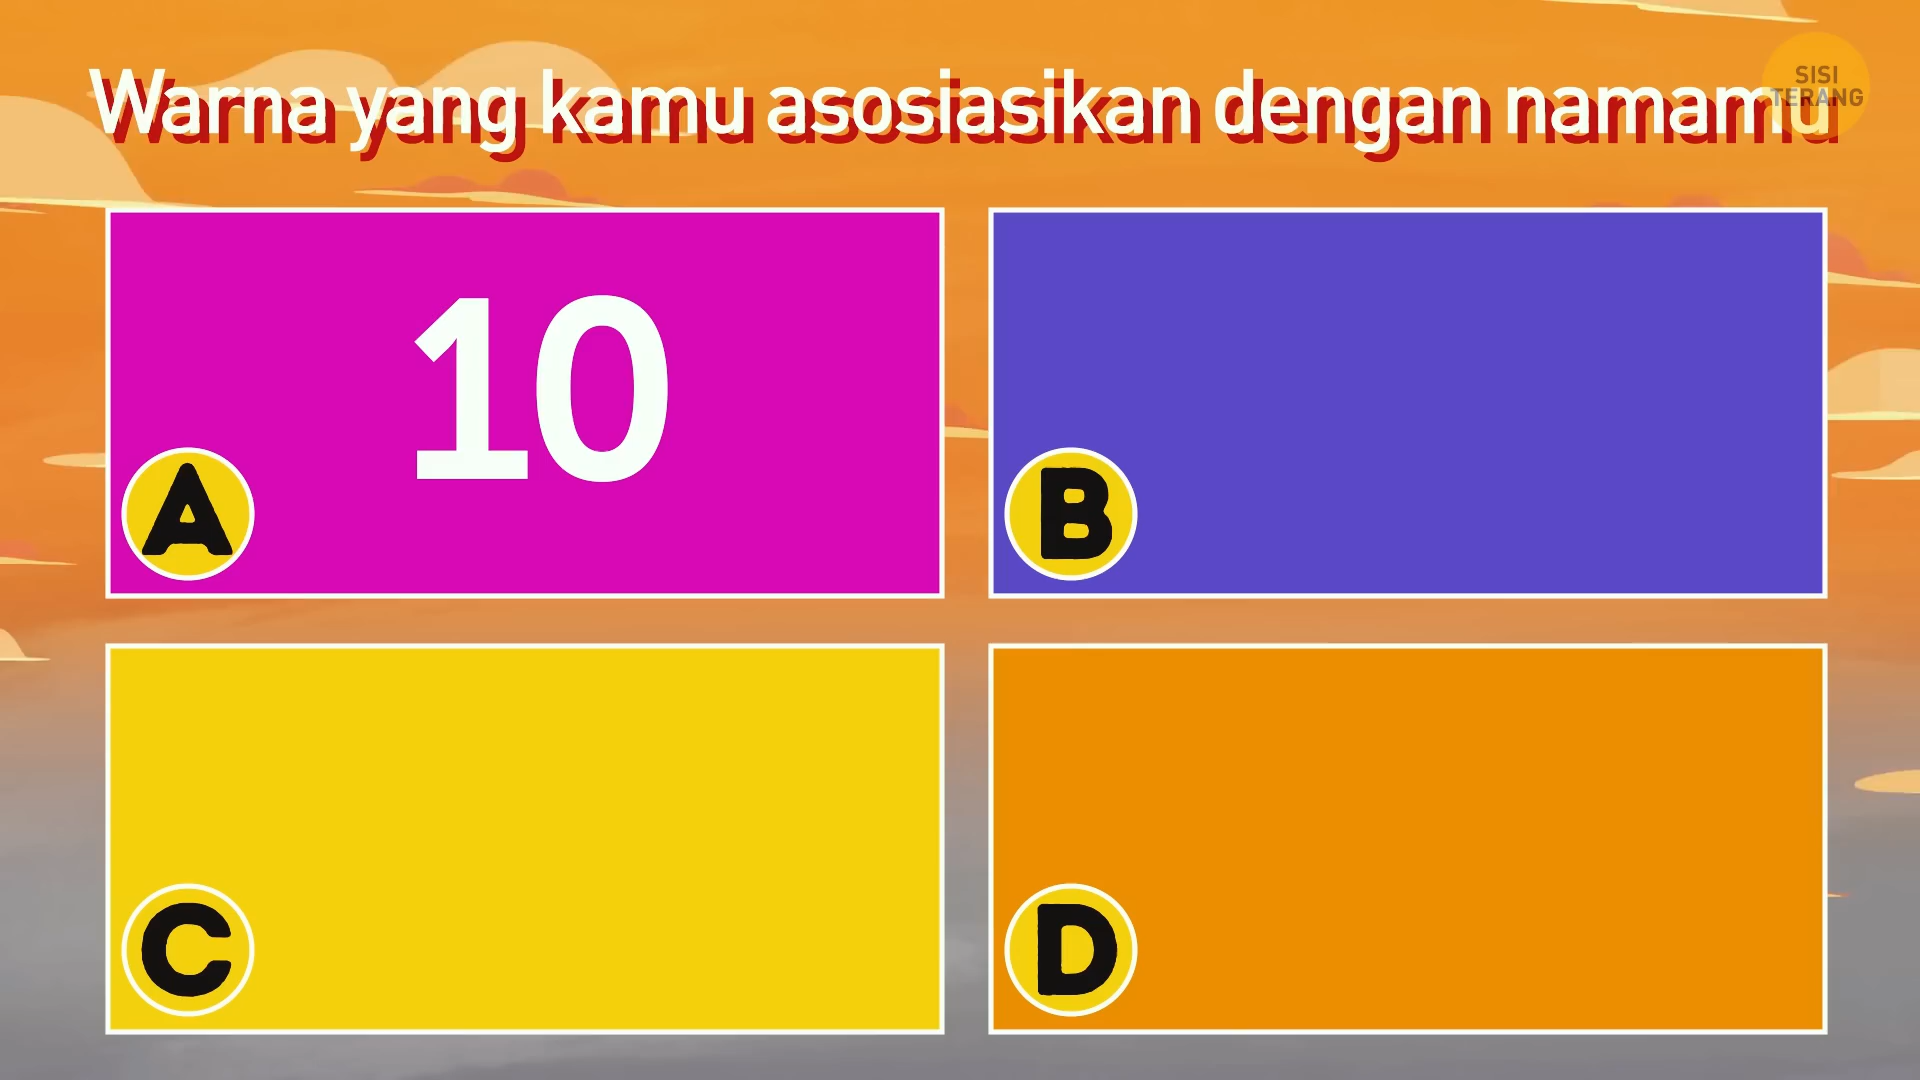 Warna yang kamu asosiasikan dengan namamu
SISI
TERANG
10
A
B
C
D